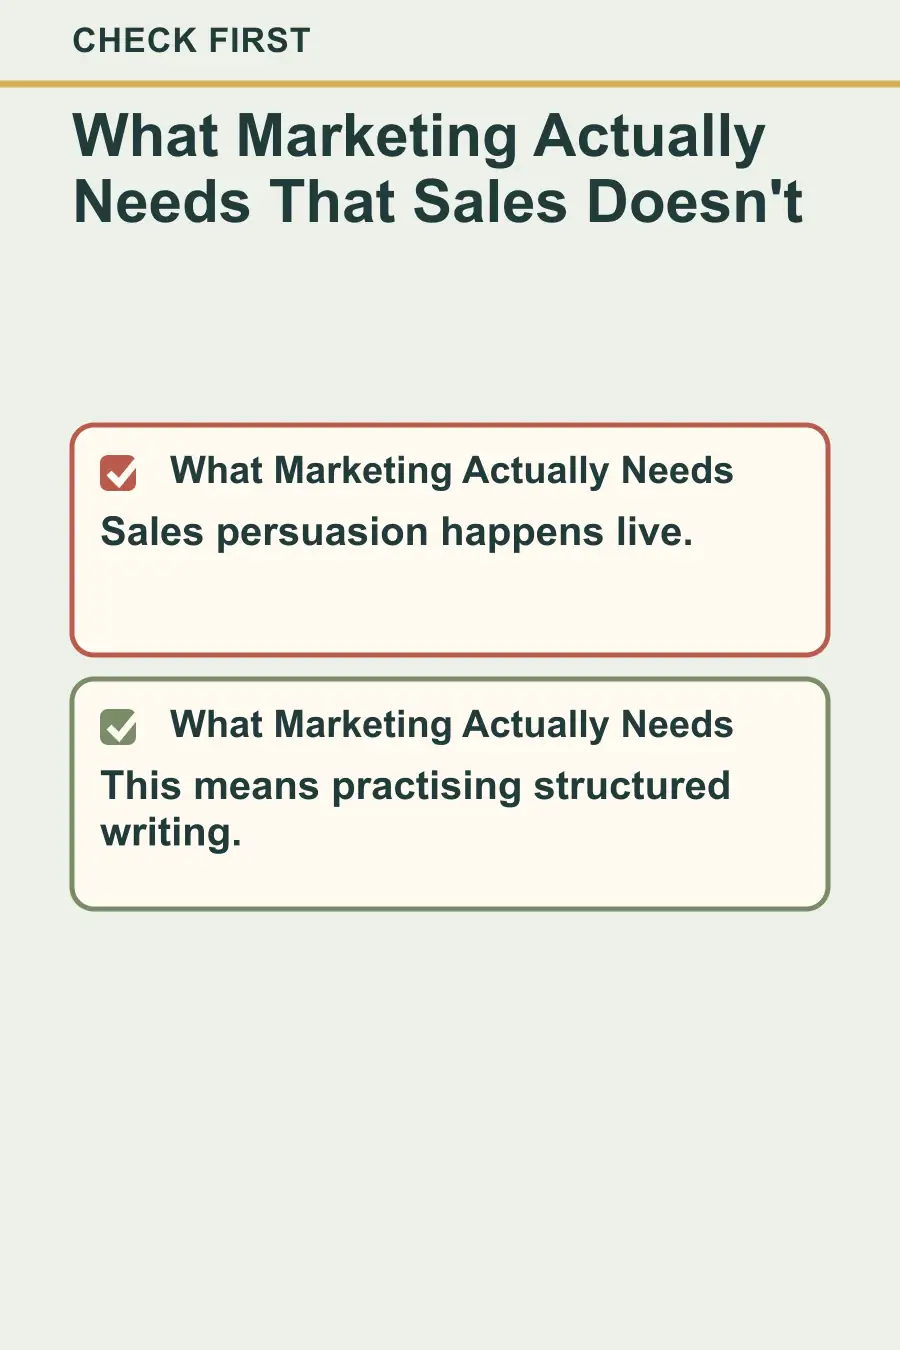 CHECK FIRST
What Marketing Actually
Needs That Sales Doesn't
What Marketing Actually Needs
Sales persuasion happens live.
What Marketing Actually Needs
This means practising structured
writing.